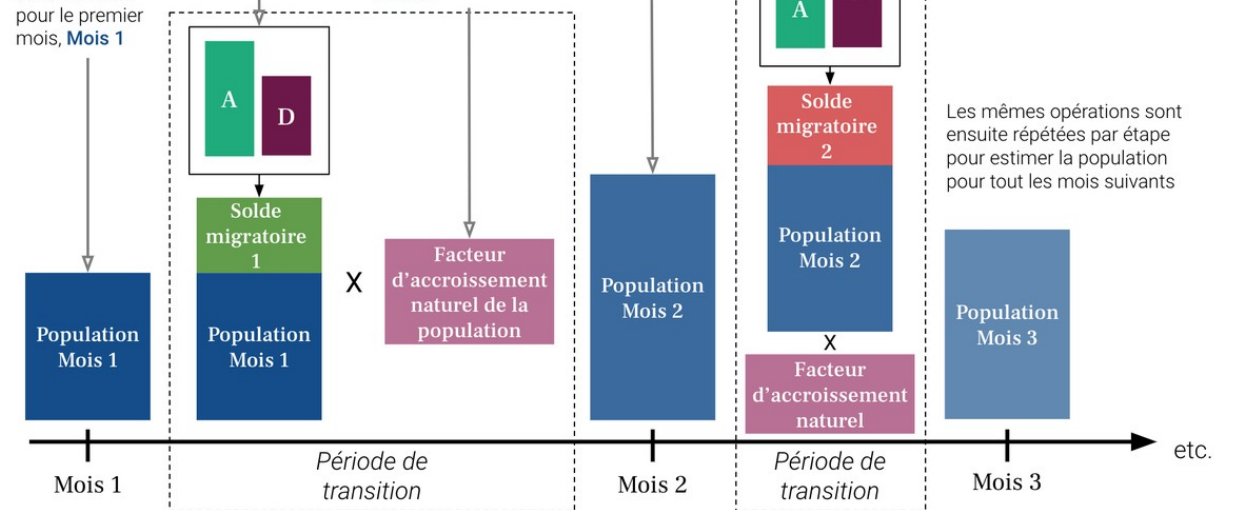 pour le premier
mois, Mois 1
A
D
Solde
migratoire
1
Population
Mois 1
Population
Mois 1
X
Facteur
d’accroissement
naturel de la
population
Période de
transition
Population
Mois 2
A
Solde
migratoire
2
Population
Mois 2
X
Facteur
d’accroissement
naturel
Période de
transition
Les mêmes opérations sont
ensuite répétées par étape
pour estimer la population
pour tout les mois suivants
Population
Mois 3
Mois 1
Mois 2
Mois 3
etc.